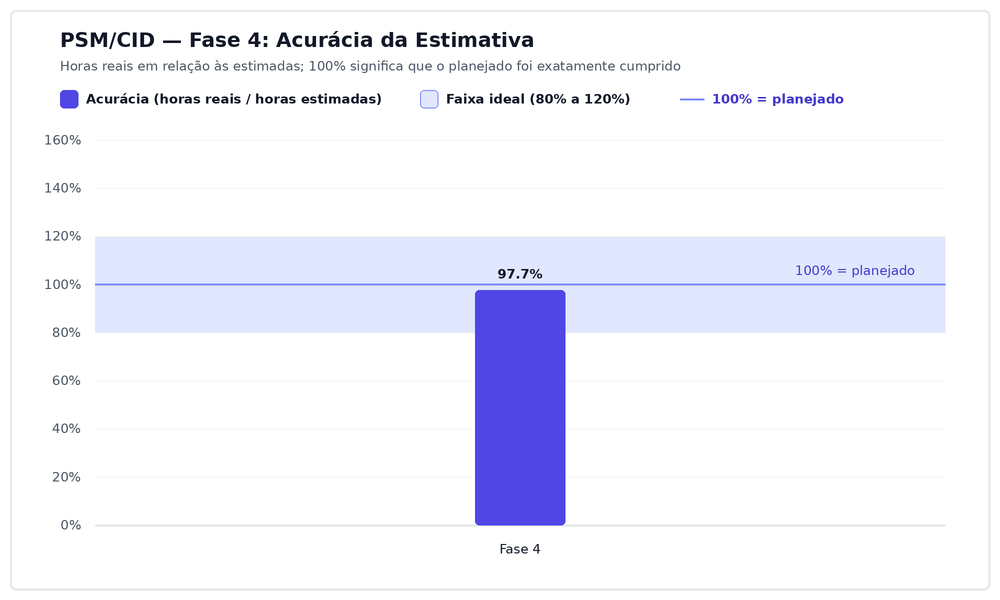 PSM/CID — Fase 4: Acurácia da Estimativa
Horas reais em relação às estimadas; 100% significa que o planejado foi exatamente cumprido
Acurácia (horas reais / horas estimadas)
Faixa ideal (80% a 120%)
100% = planejado
160%
140%
120%
100%
80%
60%
40%
20%
0%
97.7%
100% = planejado
Fase 4